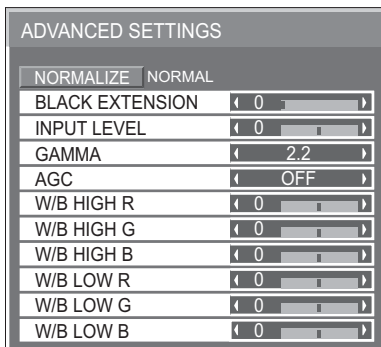 ADVANCED SETTINGS
NORMALIZE NORMAL
BLACK EXTENSION 0
INPUT LEVEL 0
GAMMA 2.2
AGC OFF
W/B HIGH R 0
W/B HIGH G 0
W/B HIGH B 0
W/B LOW R 0
W/B LOW G 0
W/B LOW B 0